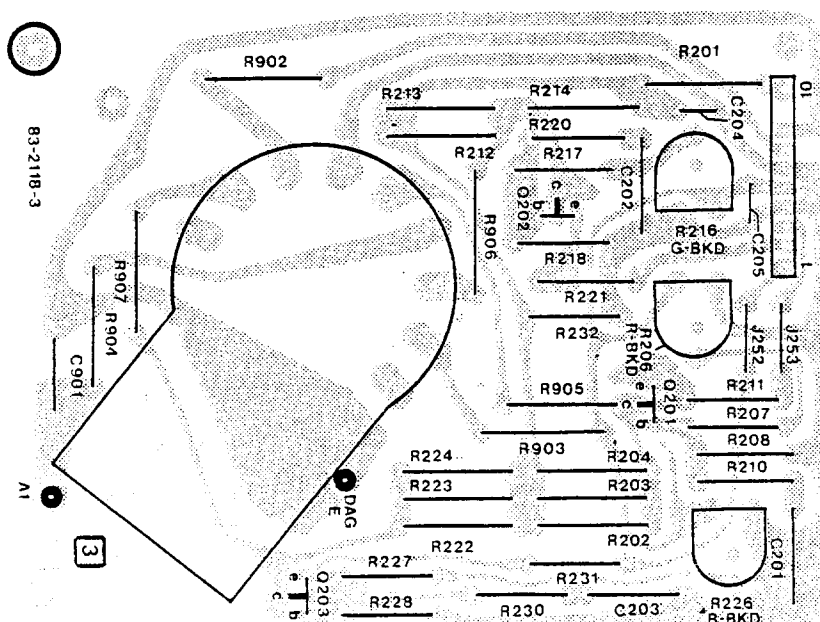 R902
R201
R213
R214
C204
10
R220
83-2118-3
R212
R217
C202
c
e
b
Q202
R906
R216
G-BKD
C205
1
R218
R907
R221
R904
R232
R206
R-BKD
J252
J253
C901
e
c
b
Q201
R905
R211
R207
R903
R208
R224
R204
R210
R223
R203
A1
DAG
E
3
R222
R202
C201
R227
R231
e
c
b
Q203
R228
R230
C203
R226
B-BKD